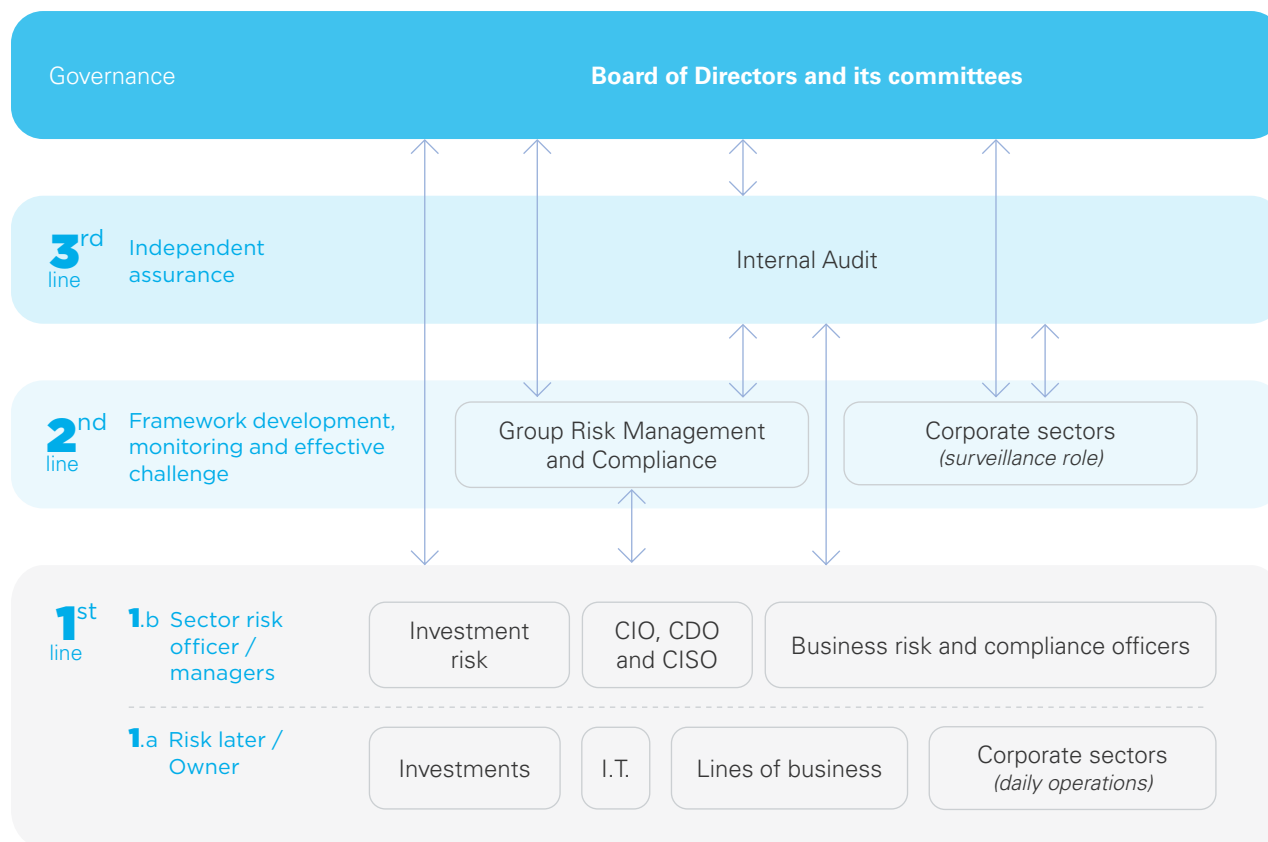 Governance
Board of Directors and its committees
3rd
line
Independent
assurance
Internal Audit
2nd
line
Framework development,
monitoring and effective
challenge
Group Risk Management
and Compliance
Corporate sectors
(surveillance role)
1st
line
1.b Sector risk
officer /
managers
Investment
risk
CIO, CDO
and CISO
Business risk and compliance officers
1.a Risk later /
Owner
Investments
I.T.
Lines of business
Corporate sectors
(daily operations)